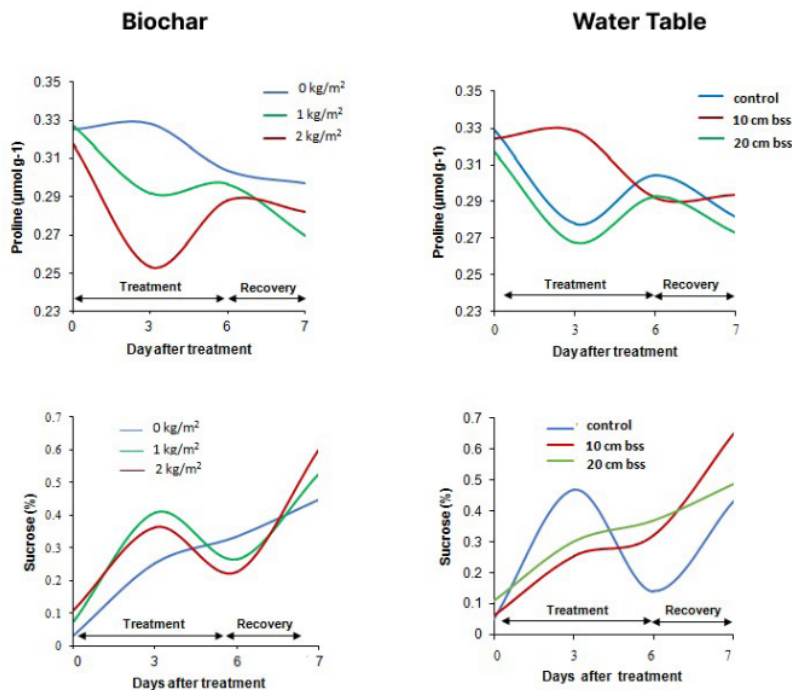 Biochar
Water Table
0.35
0.33
0.31
0.29
0.27
0.25
0.23
Proline (µmol g-1)
0 kg/m²
1 kg/m²
2 kg/m²
Treatment
Recovery
0 3 6 7
Day after treatment
0.35
0.33
0.31
0.29
0.27
0.25
0.23
Proline (µmol g-1)
control
10 cm bss
20 cm bss
Treatment
Recovery
0 3 6 7
Day after treatment
0.7
0.6
0.5
0.4
0.3
0.2
0.1
0
Sucrose (%)
0 kg/m²
1 kg/m²
2 kg/m²
Treatment
Recovery
0 3 6 7
Days after treatment
0.7
0.6
0.5
0.4
0.3
0.2
0.1
0
Sucrose (%)
control
10 cm bss
20 cm bss
Treatment
Recovery
0 3 6 7
Days after treatment